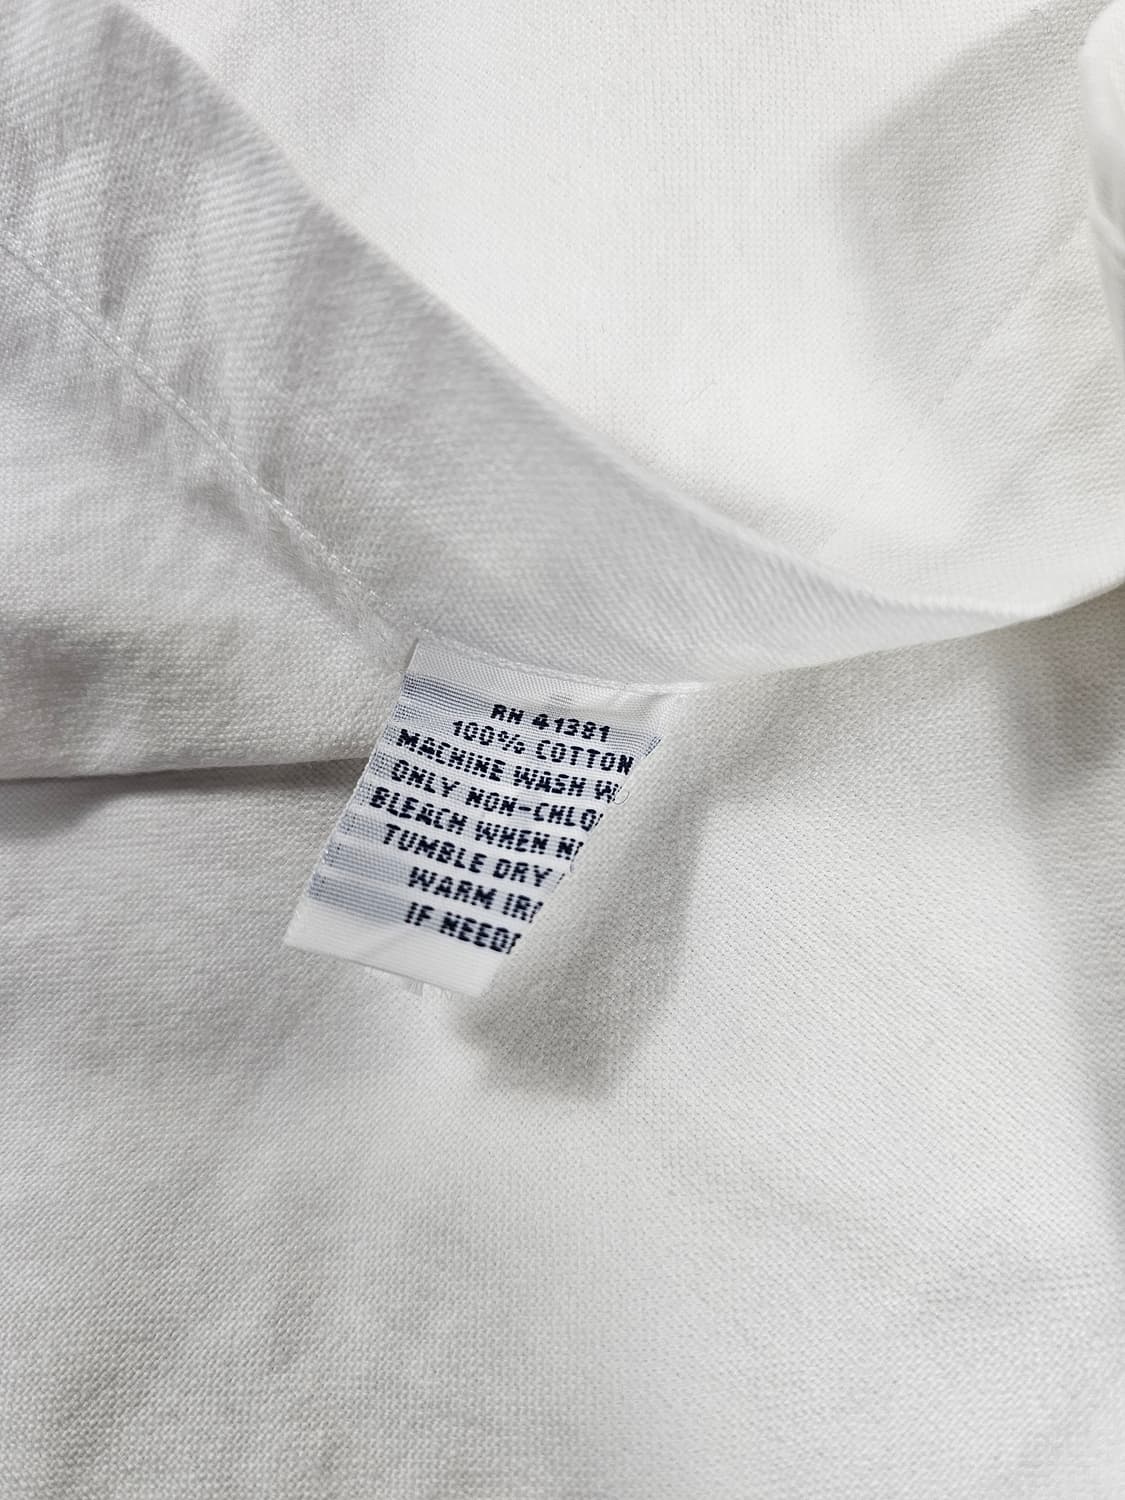 RN 41381
100% COTTON
MACHINE WASH W
ONLY NON-CHLO
BLEACH WHEN N
TUMBLE DRY
WARM IR
IF NEED